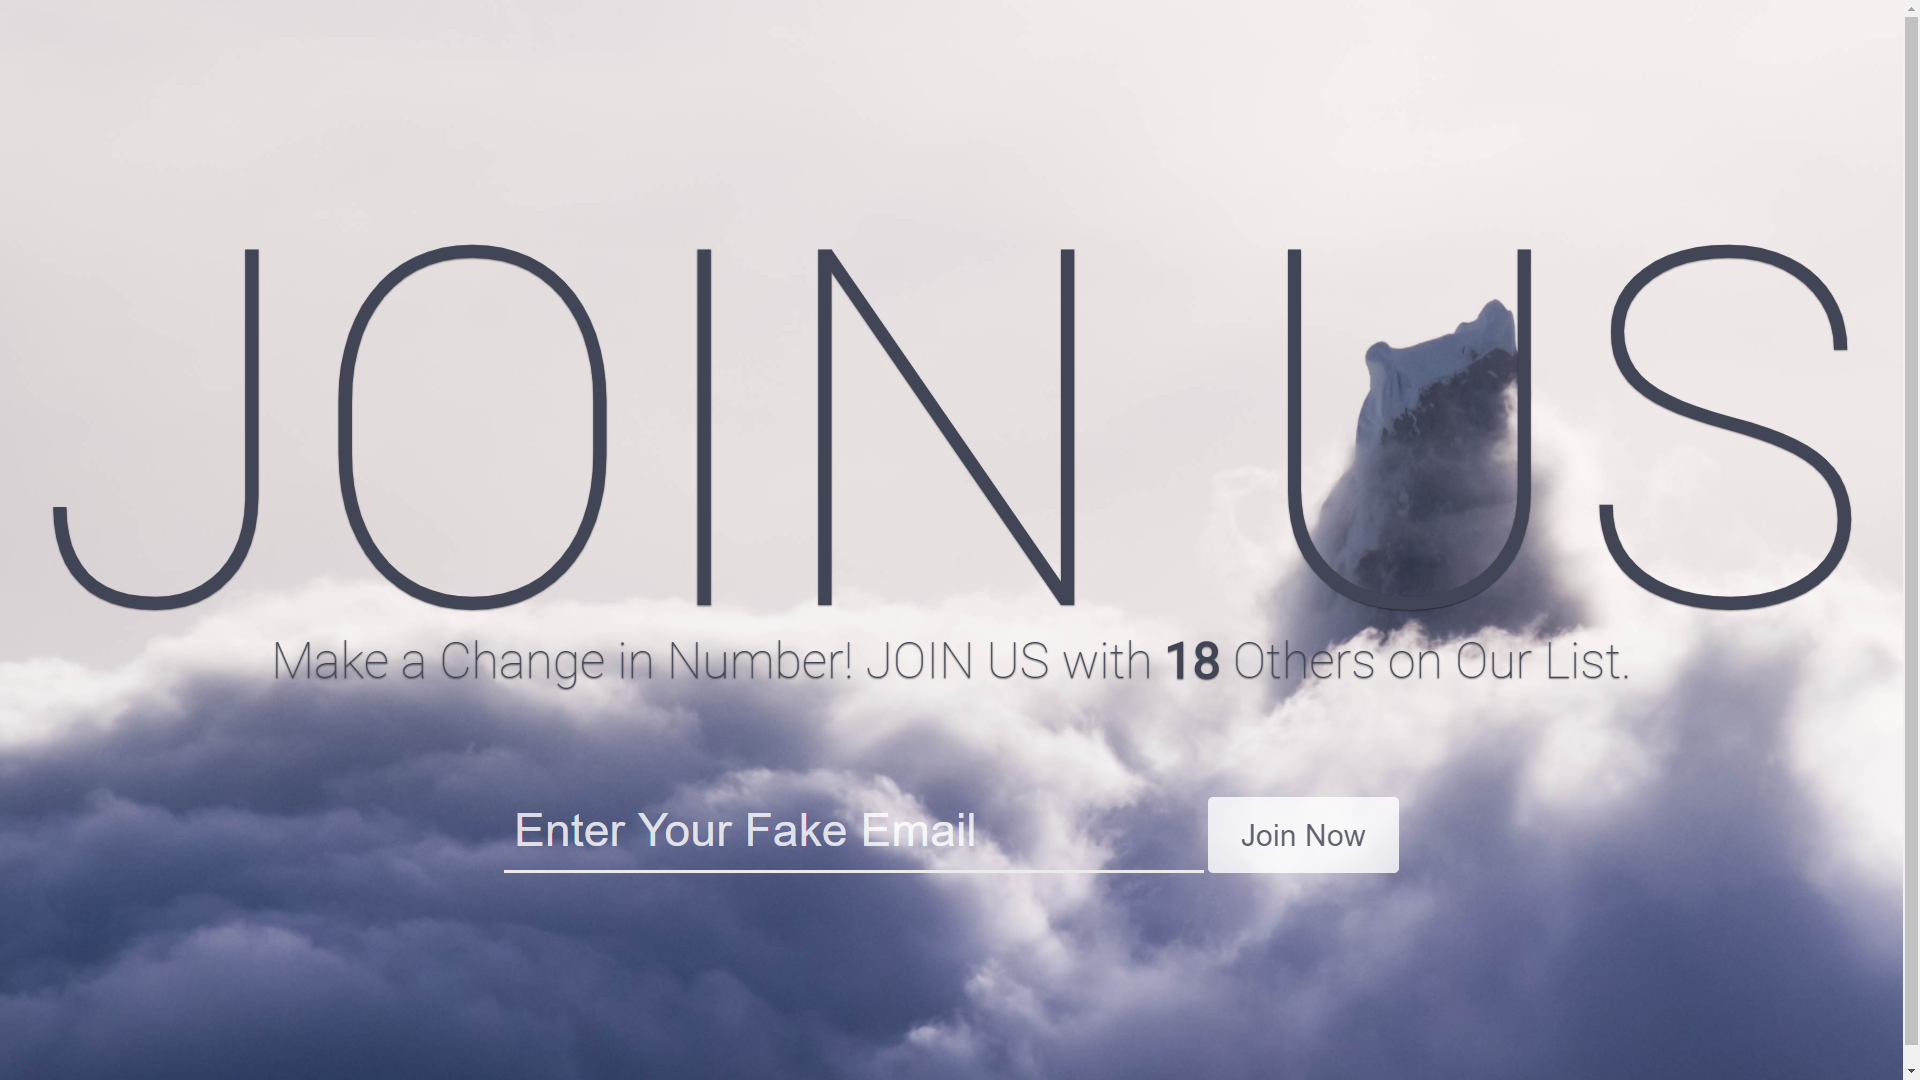 JOIN US
Make a Change in Number! JOIN US with 18 Others on Our List.
Enter Your Fake Email
Join Now